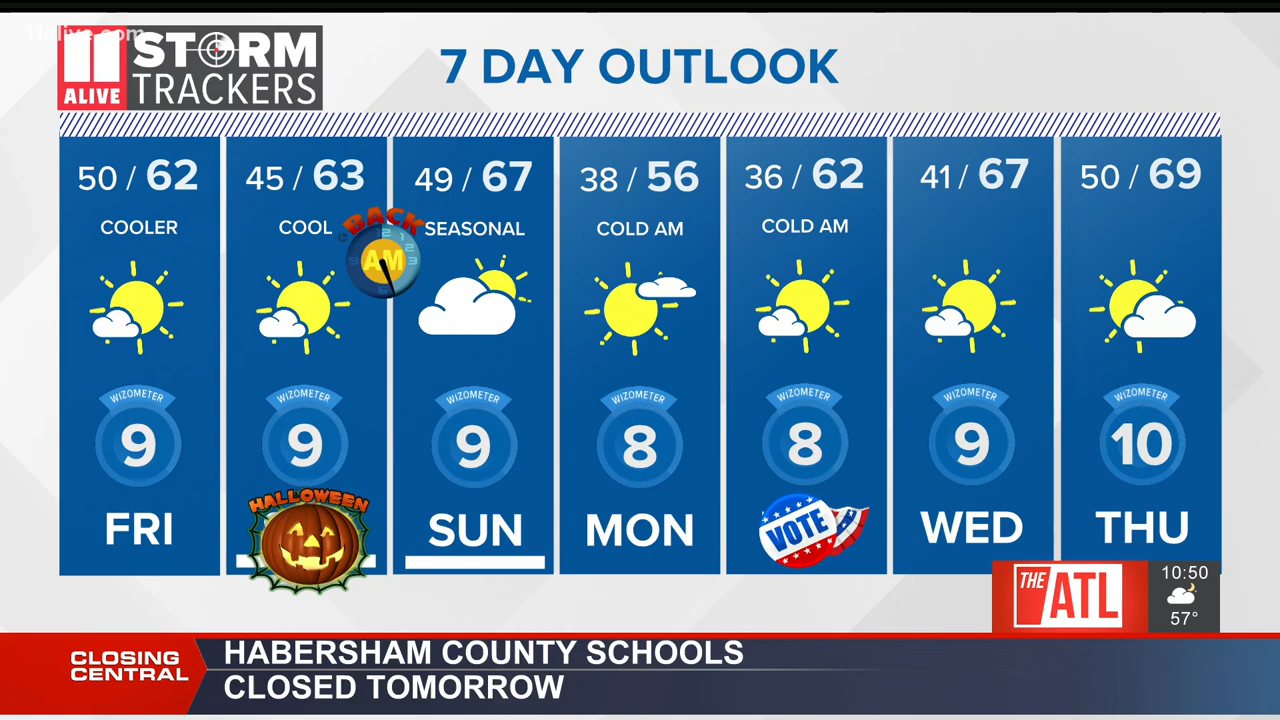 11alive.com
11 STORM
ALIVE TRACKERS
7 DAY OUTLOOK
50 / 62
COOLER
WIZOMETER
9
FRI
45 / 63
COOL
WIZOMETER
9
HALLOWEEN
BACK
AM
49 / 67
SEASONAL
WIZOMETER
9
SUN
38 / 56
COLD AM
WIZOMETER
8
MON
36 / 62
COLD AM
WIZOMETER
8
VOTE
41 / 67
WIZOMETER
9
WED
50 / 69
WIZOMETER
10
THU
THE ATL
10:50
57°
CLOSING
CENTRAL
HABERSHAM COUNTY SCHOOLS
CLOSED TOMORROW